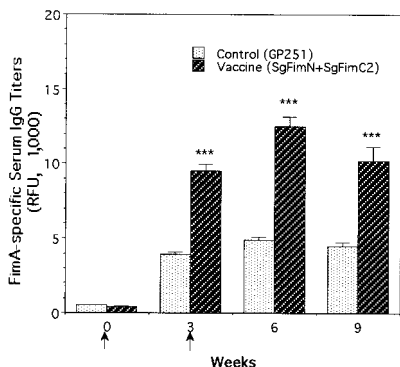 20
15
10
5
0
FimA-specific Serum IgG Titers
(RFU, 1,000)
Control (GP251)
Vaccine (SgFimN+SgFimC2)
***
***
***
0 3 6 9
Weeks